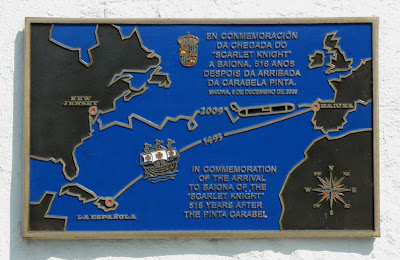 EN CONMEMORACIÓN
DA CHEGADA DO
"SCARLET KNIGHT"
A BAIONA, 516 ANOS
DESPOIS DA ARRIBADA
DA CARABELA PINTA.
BAIONA, 9 DE DECEMBRO DE 2009
NEW
JERSEY
2009
BAIONA
1493
LA ESPAÑOLA
IN COMMEMORATION
OF THE ARRIVAL
TO BAIONA OF THE
"SCARLET KNIGHT"
516 YEARS AFTER
THE PINTA CARABEL